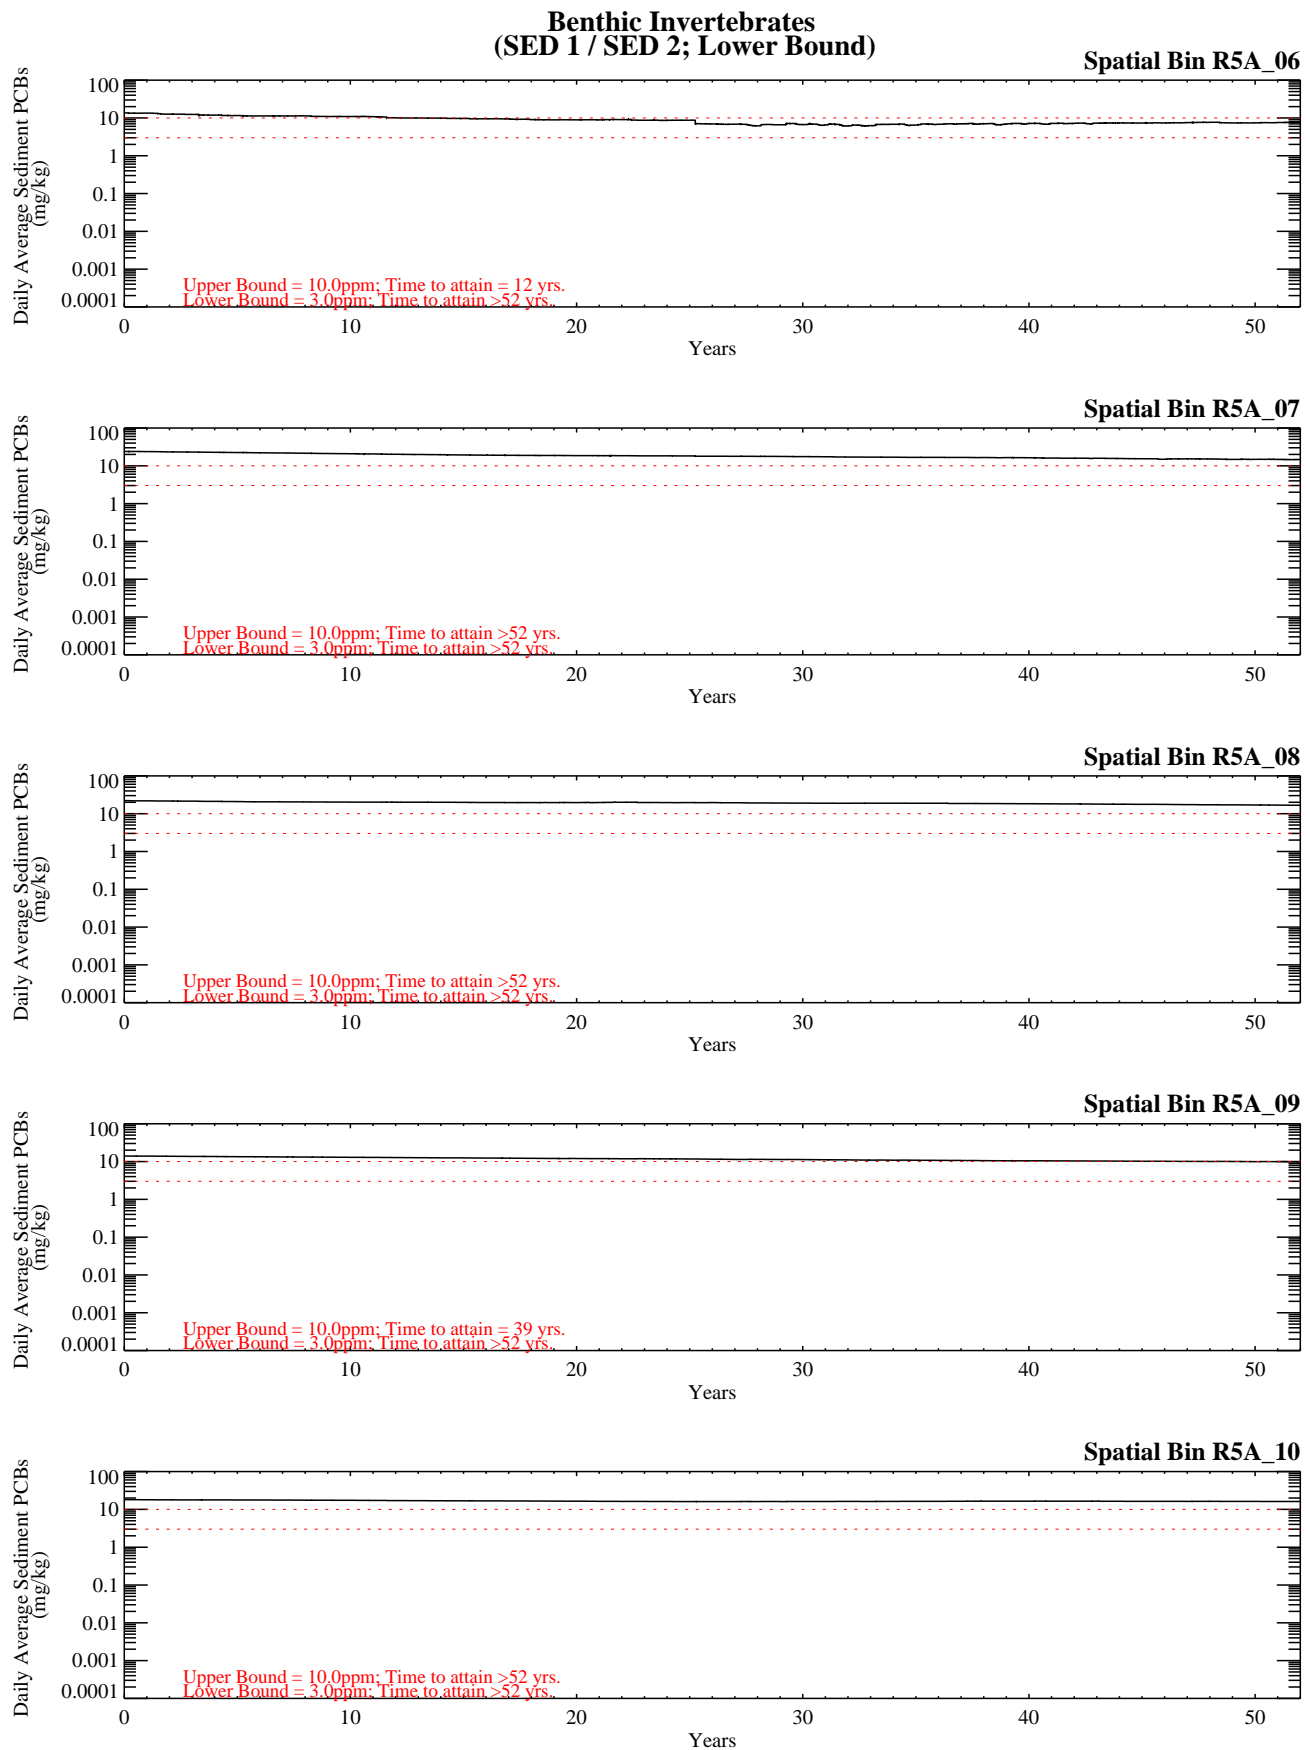 Benthic Invertebrates
(SED 1 / SED 2; Lower Bound)
Spatial Bin R5A_06
Daily Average Sediment PCBs
(mg/kg)
100
10
1
0.1
0.01
0.001
0.0001
Upper Bound = 10.0ppm; Time to attain = 12 yrs.
Lower Bound = 3.0ppm; Time to attain >52 yrs.
0 10 20 30 40 50
Years
Spatial Bin R5A_07
Daily Average Sediment PCBs
(mg/kg)
100
10
1
0.1
0.01
0.001
0.0001
Upper Bound = 10.0ppm; Time to attain >52 yrs.
Lower Bound = 3.0ppm; Time to attain >52 yrs.
0 10 20 30 40 50
Years
Spatial Bin R5A_08
Daily Average Sediment PCBs
(mg/kg)
100
10
1
0.1
0.01
0.001
0.0001
Upper Bound = 10.0ppm; Time to attain >52 yrs.
Lower Bound = 3.0ppm; Time to attain >52 yrs.
0 10 20 30 40 50
Years
Spatial Bin R5A_09
Daily Average Sediment PCBs
(mg/kg)
100
10
1
0.1
0.01
0.001
0.0001
Upper Bound = 10.0ppm; Time to attain = 39 yrs.
Lower Bound = 3.0ppm; Time to attain >52 yrs.
0 10 20 30 40 50
Years
Spatial Bin R5A_10
Daily Average Sediment PCBs
(mg/kg)
100
10
1
0.1
0.01
0.001
0.0001
Upper Bound = 10.0ppm; Time to attain >52 yrs.
Lower Bound = 3.0ppm; Time to attain >52 yrs.
0 10 20 30 40 50
Years